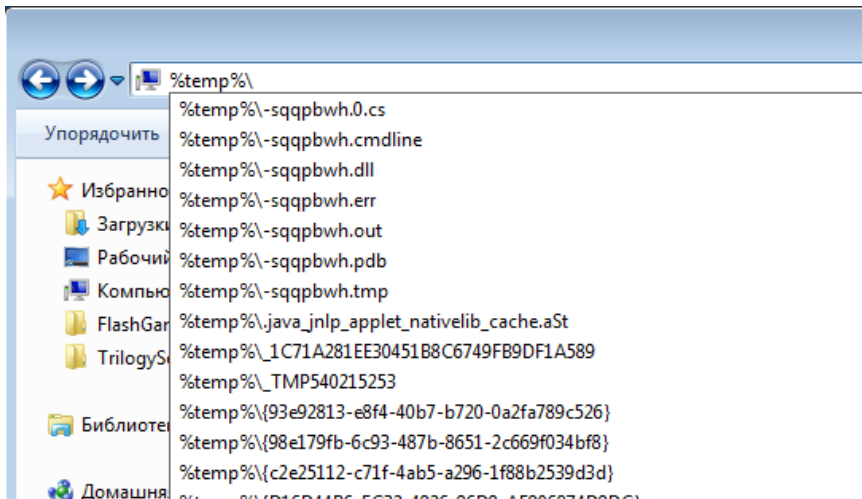 %temp%\
%temp%\-sqqpbwh.0.cs
%temp%\-sqqpbwh.cmdline
%temp%\-sqqpbwh.dll
%temp%\-sqqpbwh.err
%temp%\-sqqpbwh.out
%temp%\-sqqpbwh.pdb
%temp%\-sqqpbwh.tmp
%temp%\.java_jnlp_applet_nativelib_cache.aSt
%temp%\_1C71A281EE30451B8C6749FB9DF1A589
%temp%\_TMP540215253
%temp%\{93e92813-e8f4-40b7-b720-0a2fa789c526}
%temp%\{98e179fb-6c93-487b-8651-2c669f034bf8}
%temp%\{c2e25112-c71f-4ab5-a296-1f88b2539d3d}
Упорядочить
Избранно
Загрузки
Рабочий
Компью
FlashGar
TrilogyS
Библиоте
Домашня